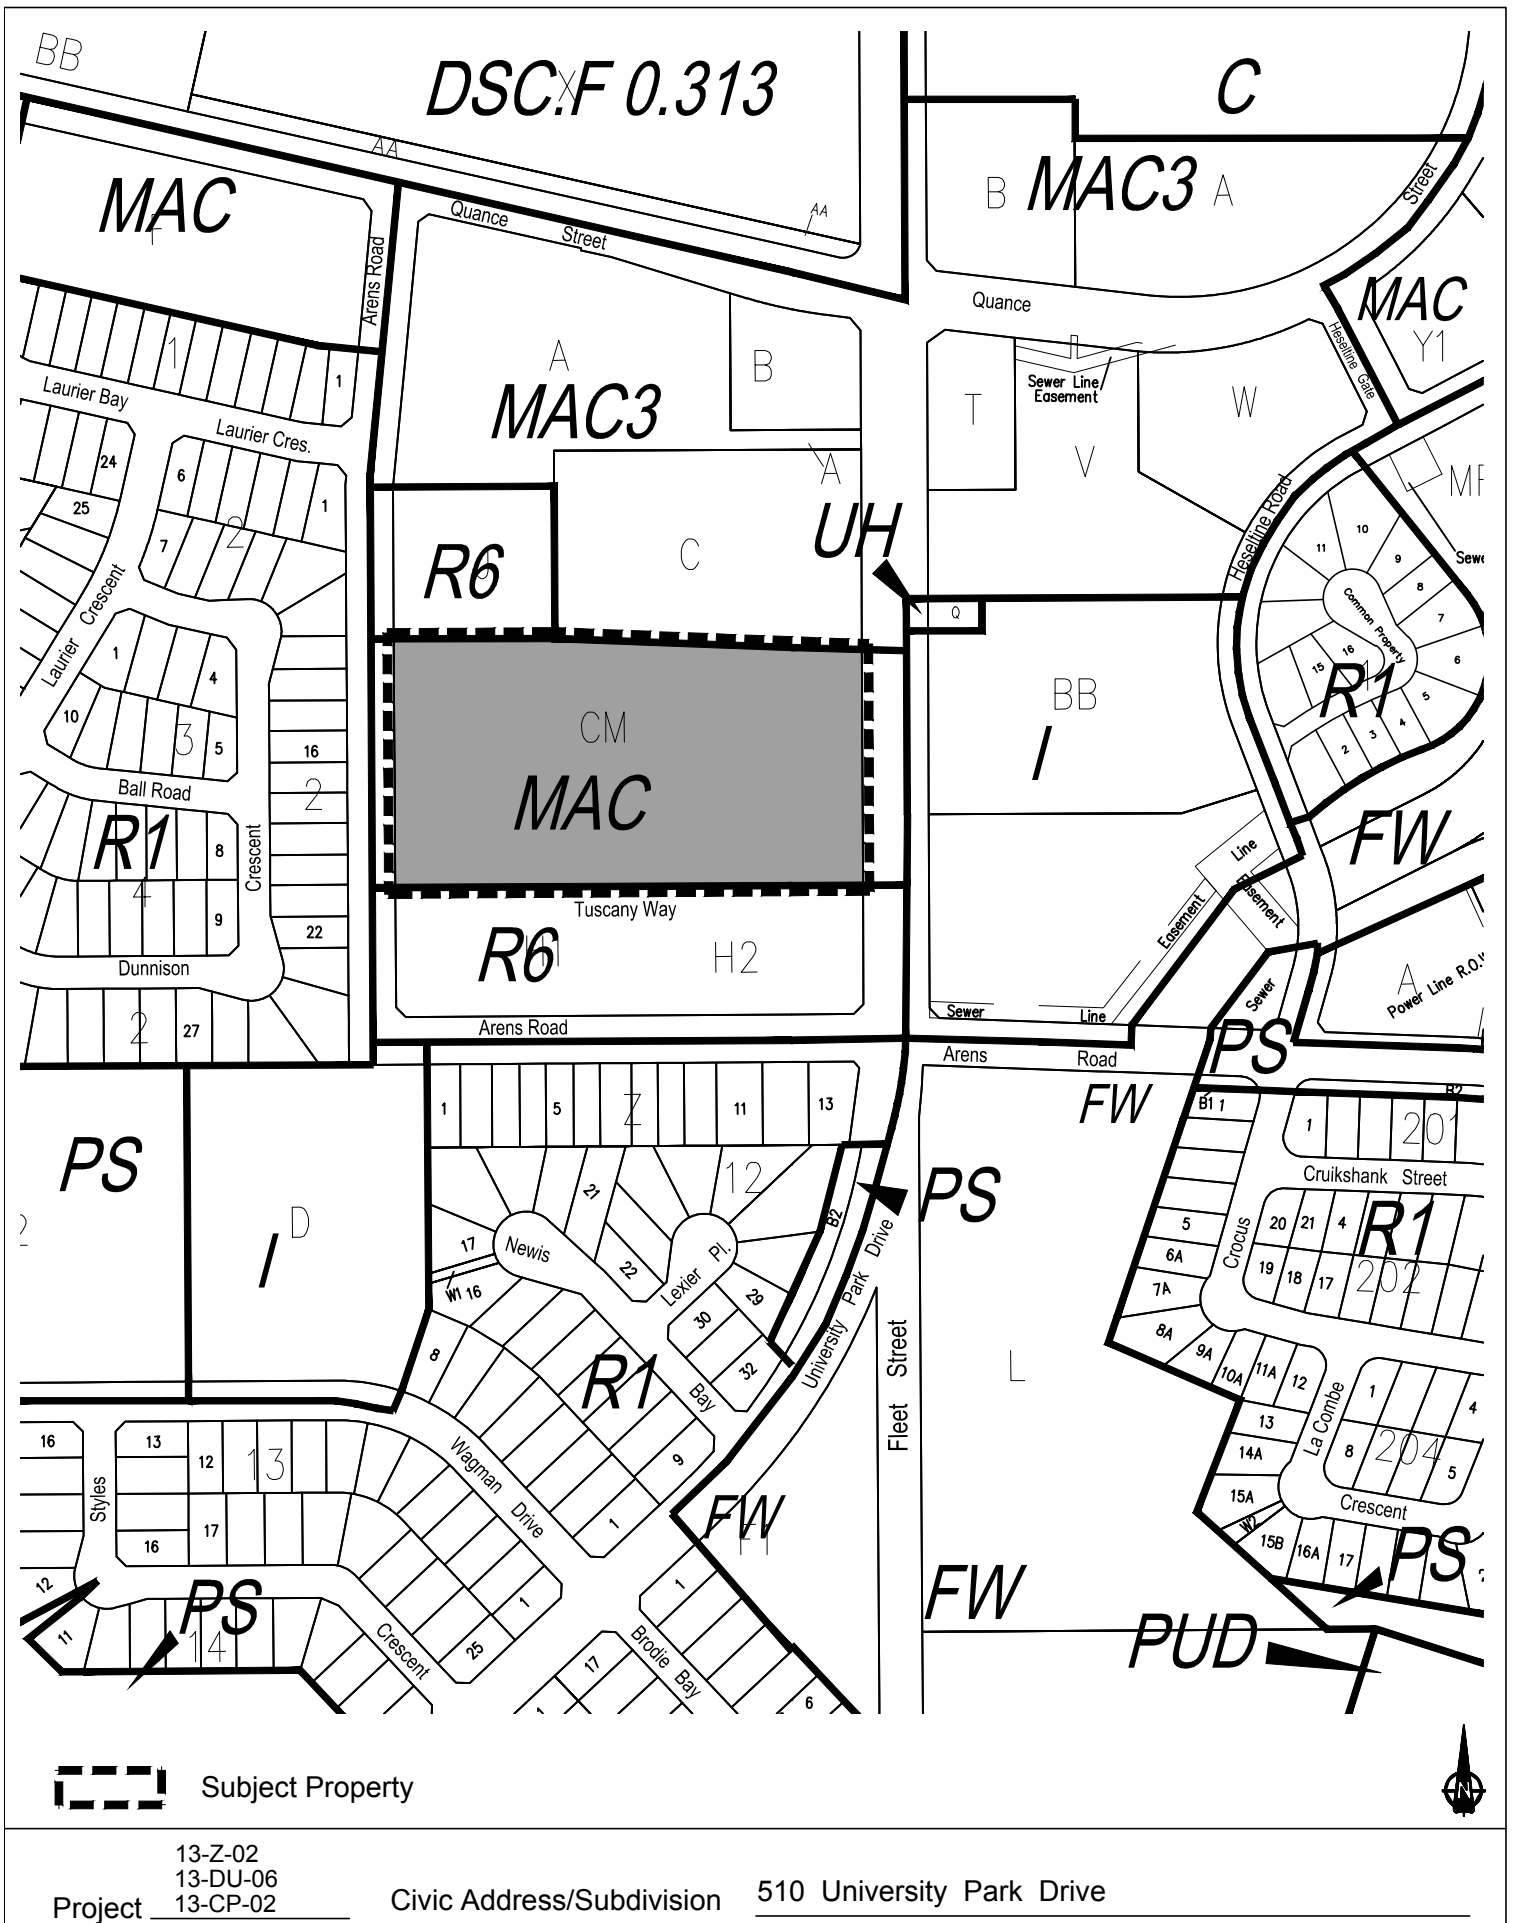 BB
DSC.F 0.313
X
C
AA
MAC
F
B
MAC3
A
Street
AA
Quance
Street
Arens Road
Quance
MAC
Y1
Heseltine Gate
1
1
A
B
MAC3
Sewer Line
Easement
T
V
W
Laurier Bay
Laurier Cres.
24
6
1
25
2
7
A
UH
R6
C
Q
Heseltine Road
10
11
9
8
7
6
5
4
3
2
16
15
1
Common Property
R1
Laurier Crescent
1
4
10
3
5
16
2
Ball Road
R1
8
4
9
22
Crescent
Dunnison
2
27
CM
MAC
BB
I
FW
Line
Easement
Easement
Tuscany Way
R6
H1
H2
Arens Road
Sewer
Line
Sewer
A
Power Line R.O.
PS
Arens
Road
FW
B2
B1
1
1
201
Cruikshank Street
1
5
Z
11
13
PS
D
I
12
21
17
Newis
22
Lexier Pl.
W1
16
29
30
32
B2
PS
University Park Drive
Fleet Street
L
5
6A
7A
8A
9A
10A
11A
12
Crocus
20
21
4
R1
19
18
17
202
8
R1
Bay
9
1
Wagman Drive
FW
F1
16
13
12
13
Styles
16
17
12
11
PS
14
Crescent
25
1
1
Brodie Bay
17
6
FW
13
14A
15A
W2
15B
16A
17
La Combe
Crescent
1
4
8
204
5
PS
PUD
Subject Property
N
13-Z-02
13-DU-06
Project 13-CP-02
Civic Address/Subdivision 510 University Park Drive